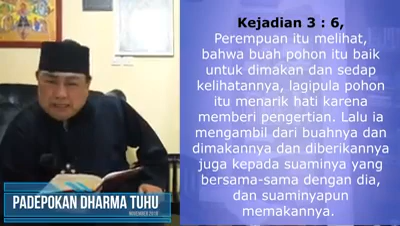 Kejadian 3 : 6,
Perempuan itu melihat,
bahwa buah pohon itu baik
untuk dimakan dan sedap
kelihatannya, lagipula pohon
itu menarik hati karena
memberi pengertian. Lalu ia
mengambil dari buahnya dan
dimakannya dan diberikannya
juga kepada suaminya yang
bersama-sama dengan dia,
dan suaminyapun
memakannya.
PADEPOKAN DHARMA TUHU
NOVEMBER 2019